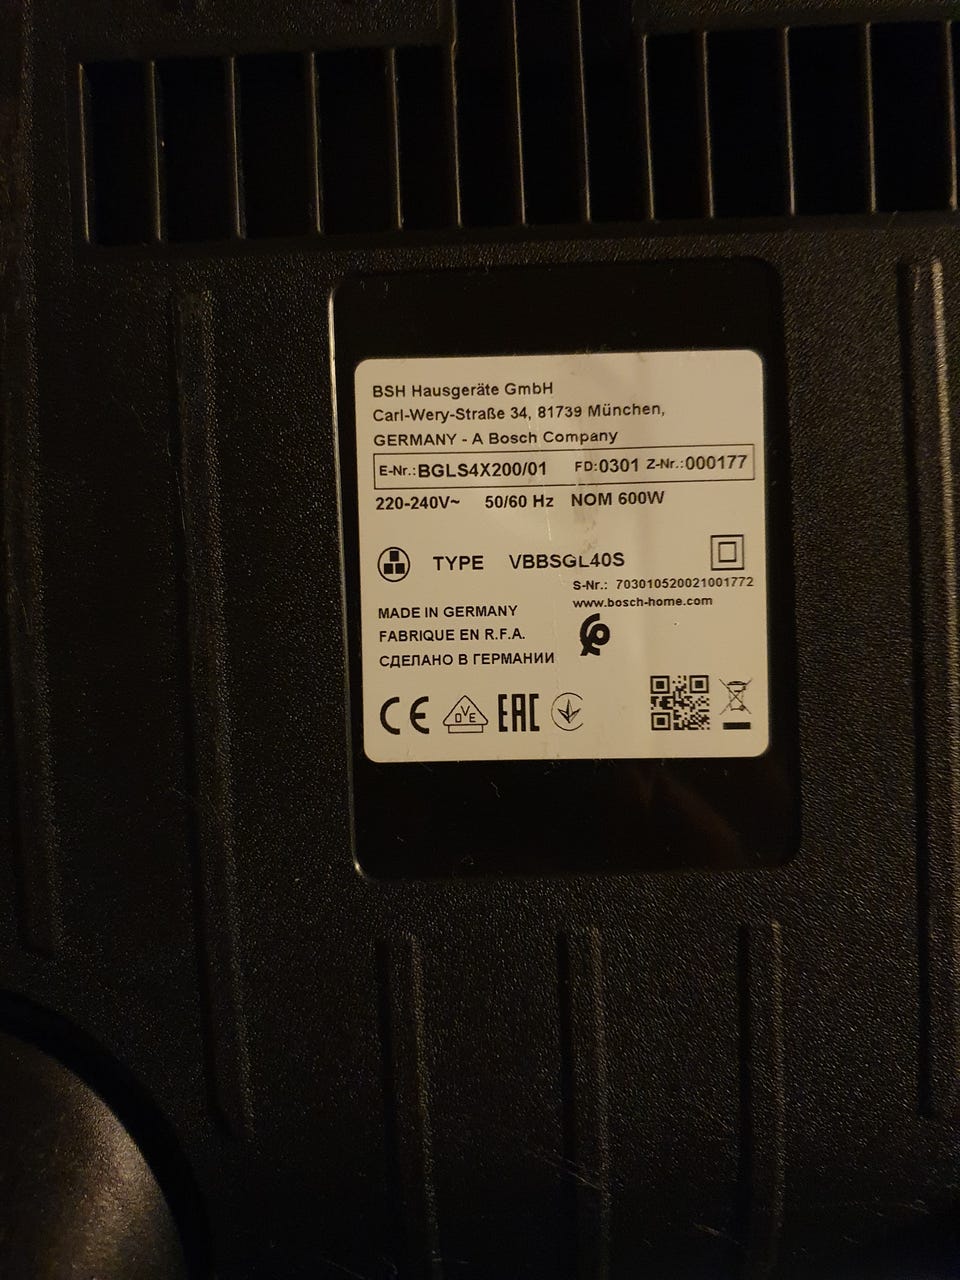 BSH Hausgeräte GmbH
Carl-Wery-Straße 34, 81739 München,
GERMANY - A Bosch Company
E-Nr.: BGLS4X200/01 FD: 0301 Z-Nr.: 000177
220-240V~ 50/60 Hz NOM 600W
TYPE VBBSGL40S
S-Nr.: 703010520021001772
www.bosch-home.com
MADE IN GERMANY
FABRIQUE EN R.F.A.
СДЕЛАНО В ГЕРМАНИИ
CE DVE EAC